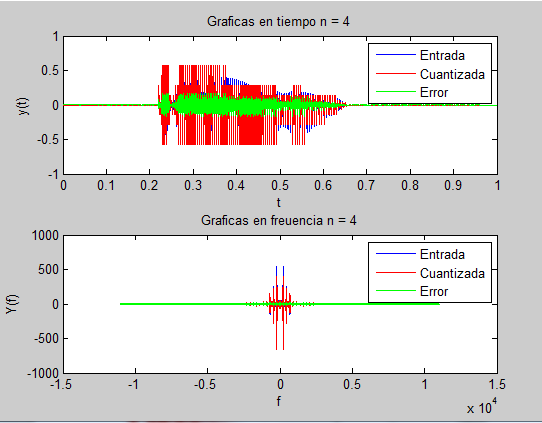 Graficas en tiempo n = 4
1
0.5
0
-0.5
-1
y(t)
Entrada
Cuantizada
Error
0 0.1 0.2 0.3 0.4 0.5 0.6 0.7 0.8 0.9 1
t
Graficas en freuencia n = 4
1000
500
0
-500
-1000
Y(f)
Entrada
Cuantizada
Error
-1.5 -1 -0.5 0 0.5 1 1.5
f
x 10^4